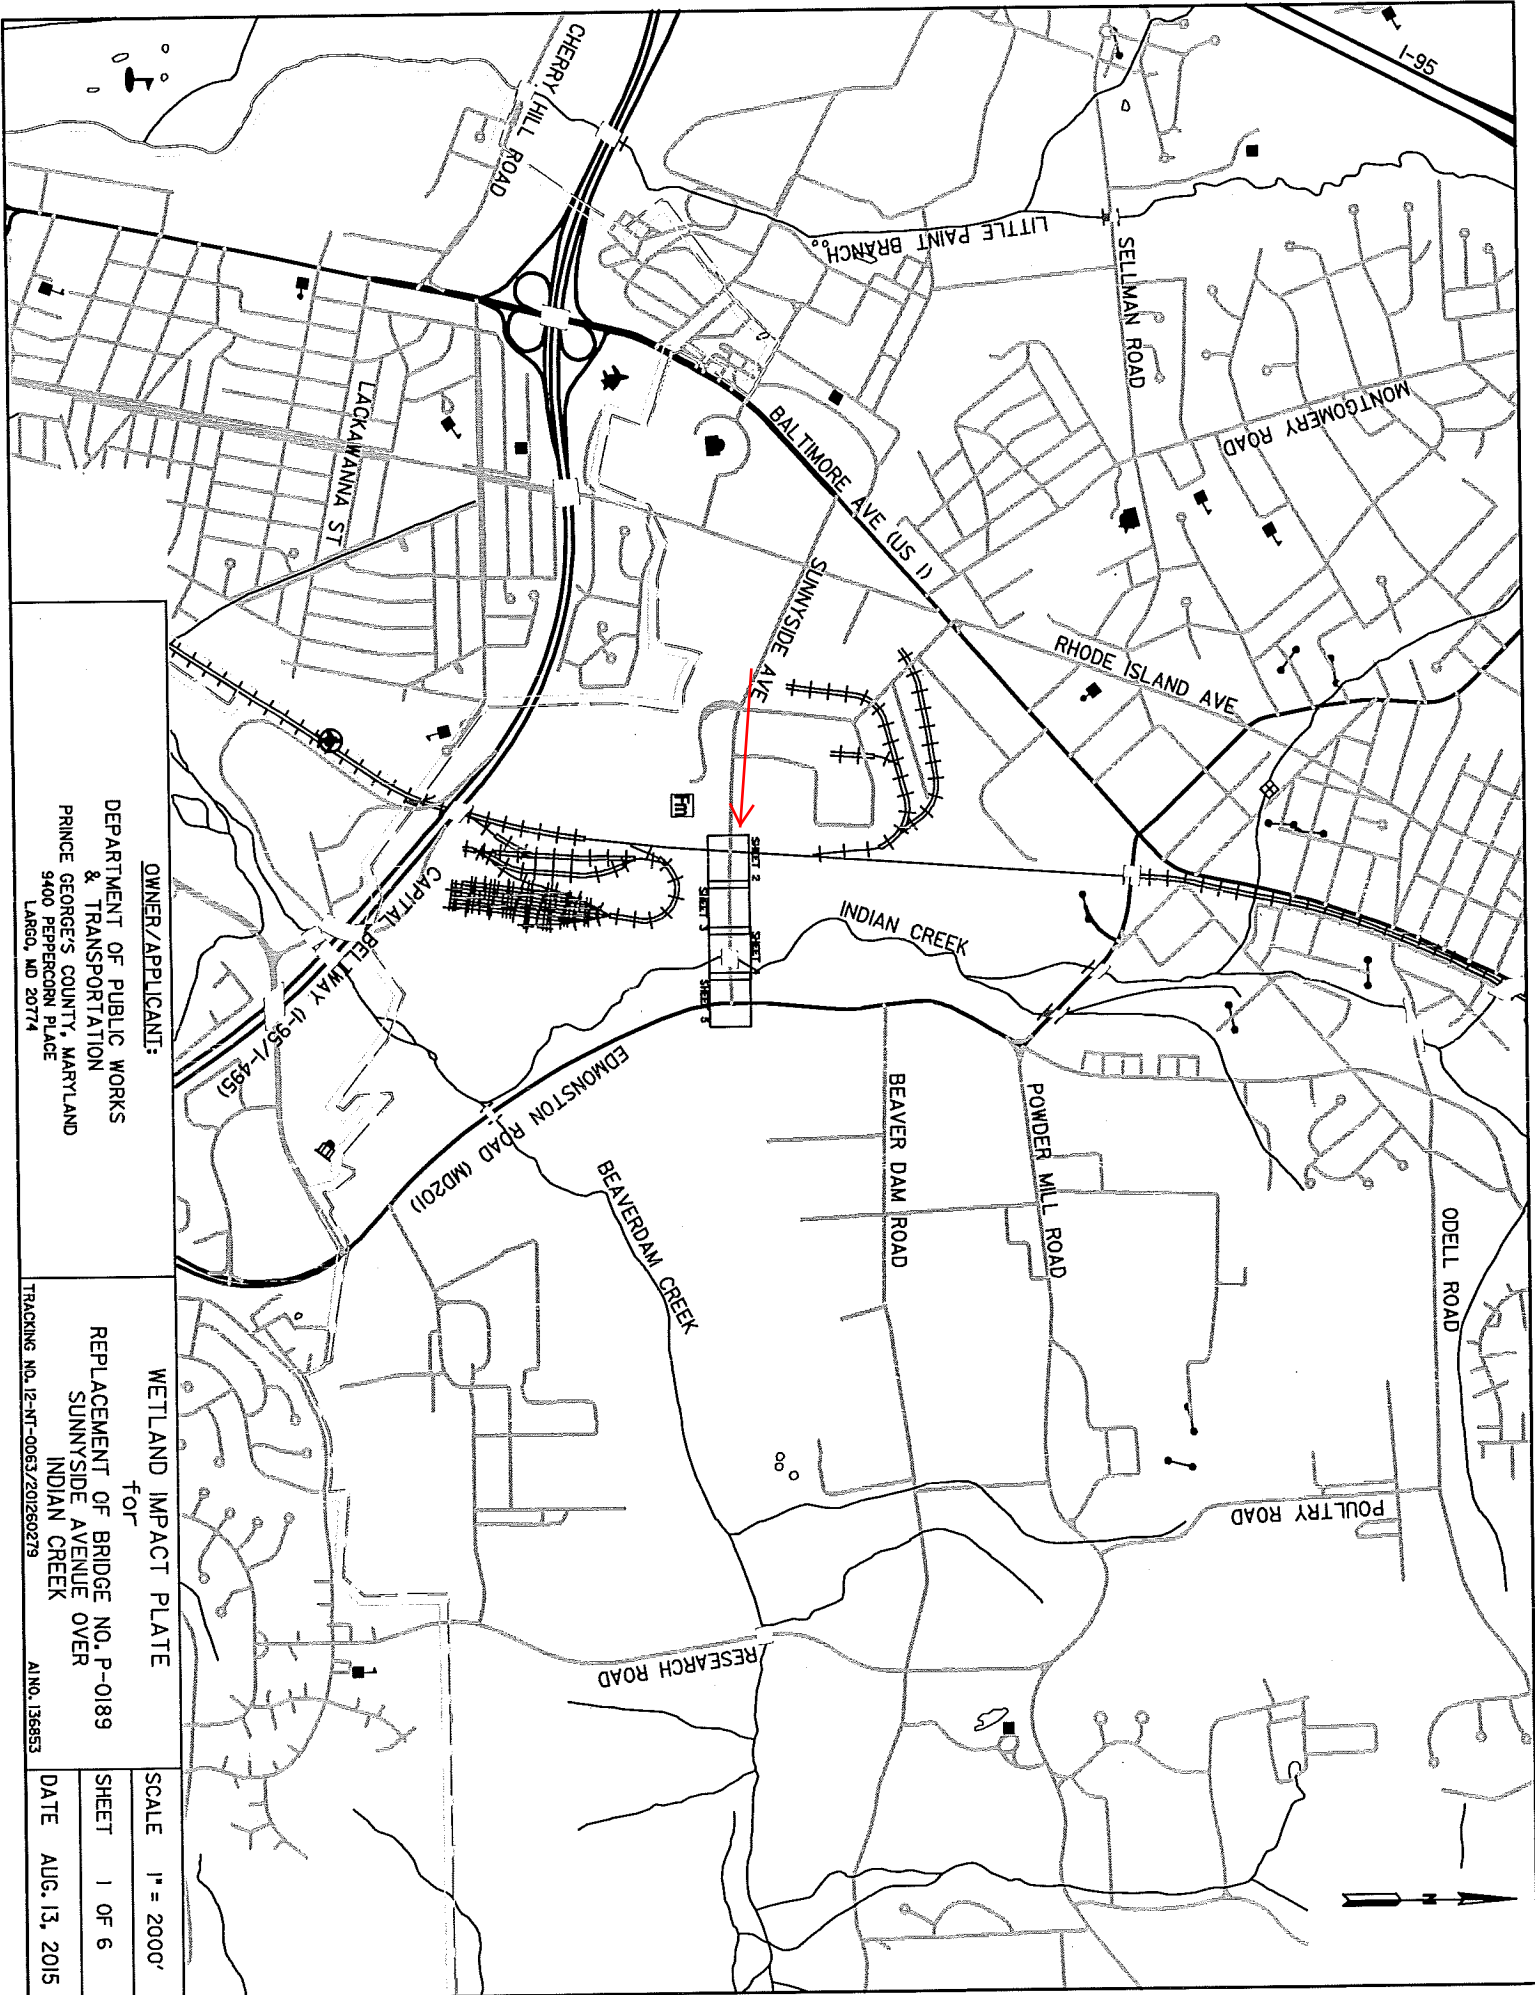 I-95
CHERRY HILL ROAD
LITTLE PAINT BRANCH
SELLMAN ROAD
MONTGOMERY ROAD
LACKAWANNA ST
BALTIMORE AVE (US 1)
SUNNYSIDE AVE
RHODE ISLAND AVE
Fm
SHEET 2
SHEET 3
SHEET 4
SHEET 5
INDIAN CREEK
CAPITAL BELTWAY (I-95/I-495)
EDMONSTON ROAD (MD201)
BEAVER DAM ROAD
POWDER MILL ROAD
BEAVERDAM CREEK
ODELL ROAD
POULTRY ROAD
RESEARCH ROAD
N
OWNER/APPLICANT:
DEPARTMENT OF PUBLIC WORKS
& TRANSPORTATION
PRINCE GEORGE'S COUNTY, MARYLAND
9400 PEPPERCORN PLACE
LARGO, MD 20774
WETLAND IMPACT PLATE
for
REPLACEMENT OF BRIDGE NO. P-0189
SUNNYSIDE AVENUE OVER
INDIAN CREEK
TRACKING NO. 12-NT-0063/201260279
AI NO. 136853
SCALE 1" = 2000'
SHEET 1 OF 6
DATE AUG. 13, 2015